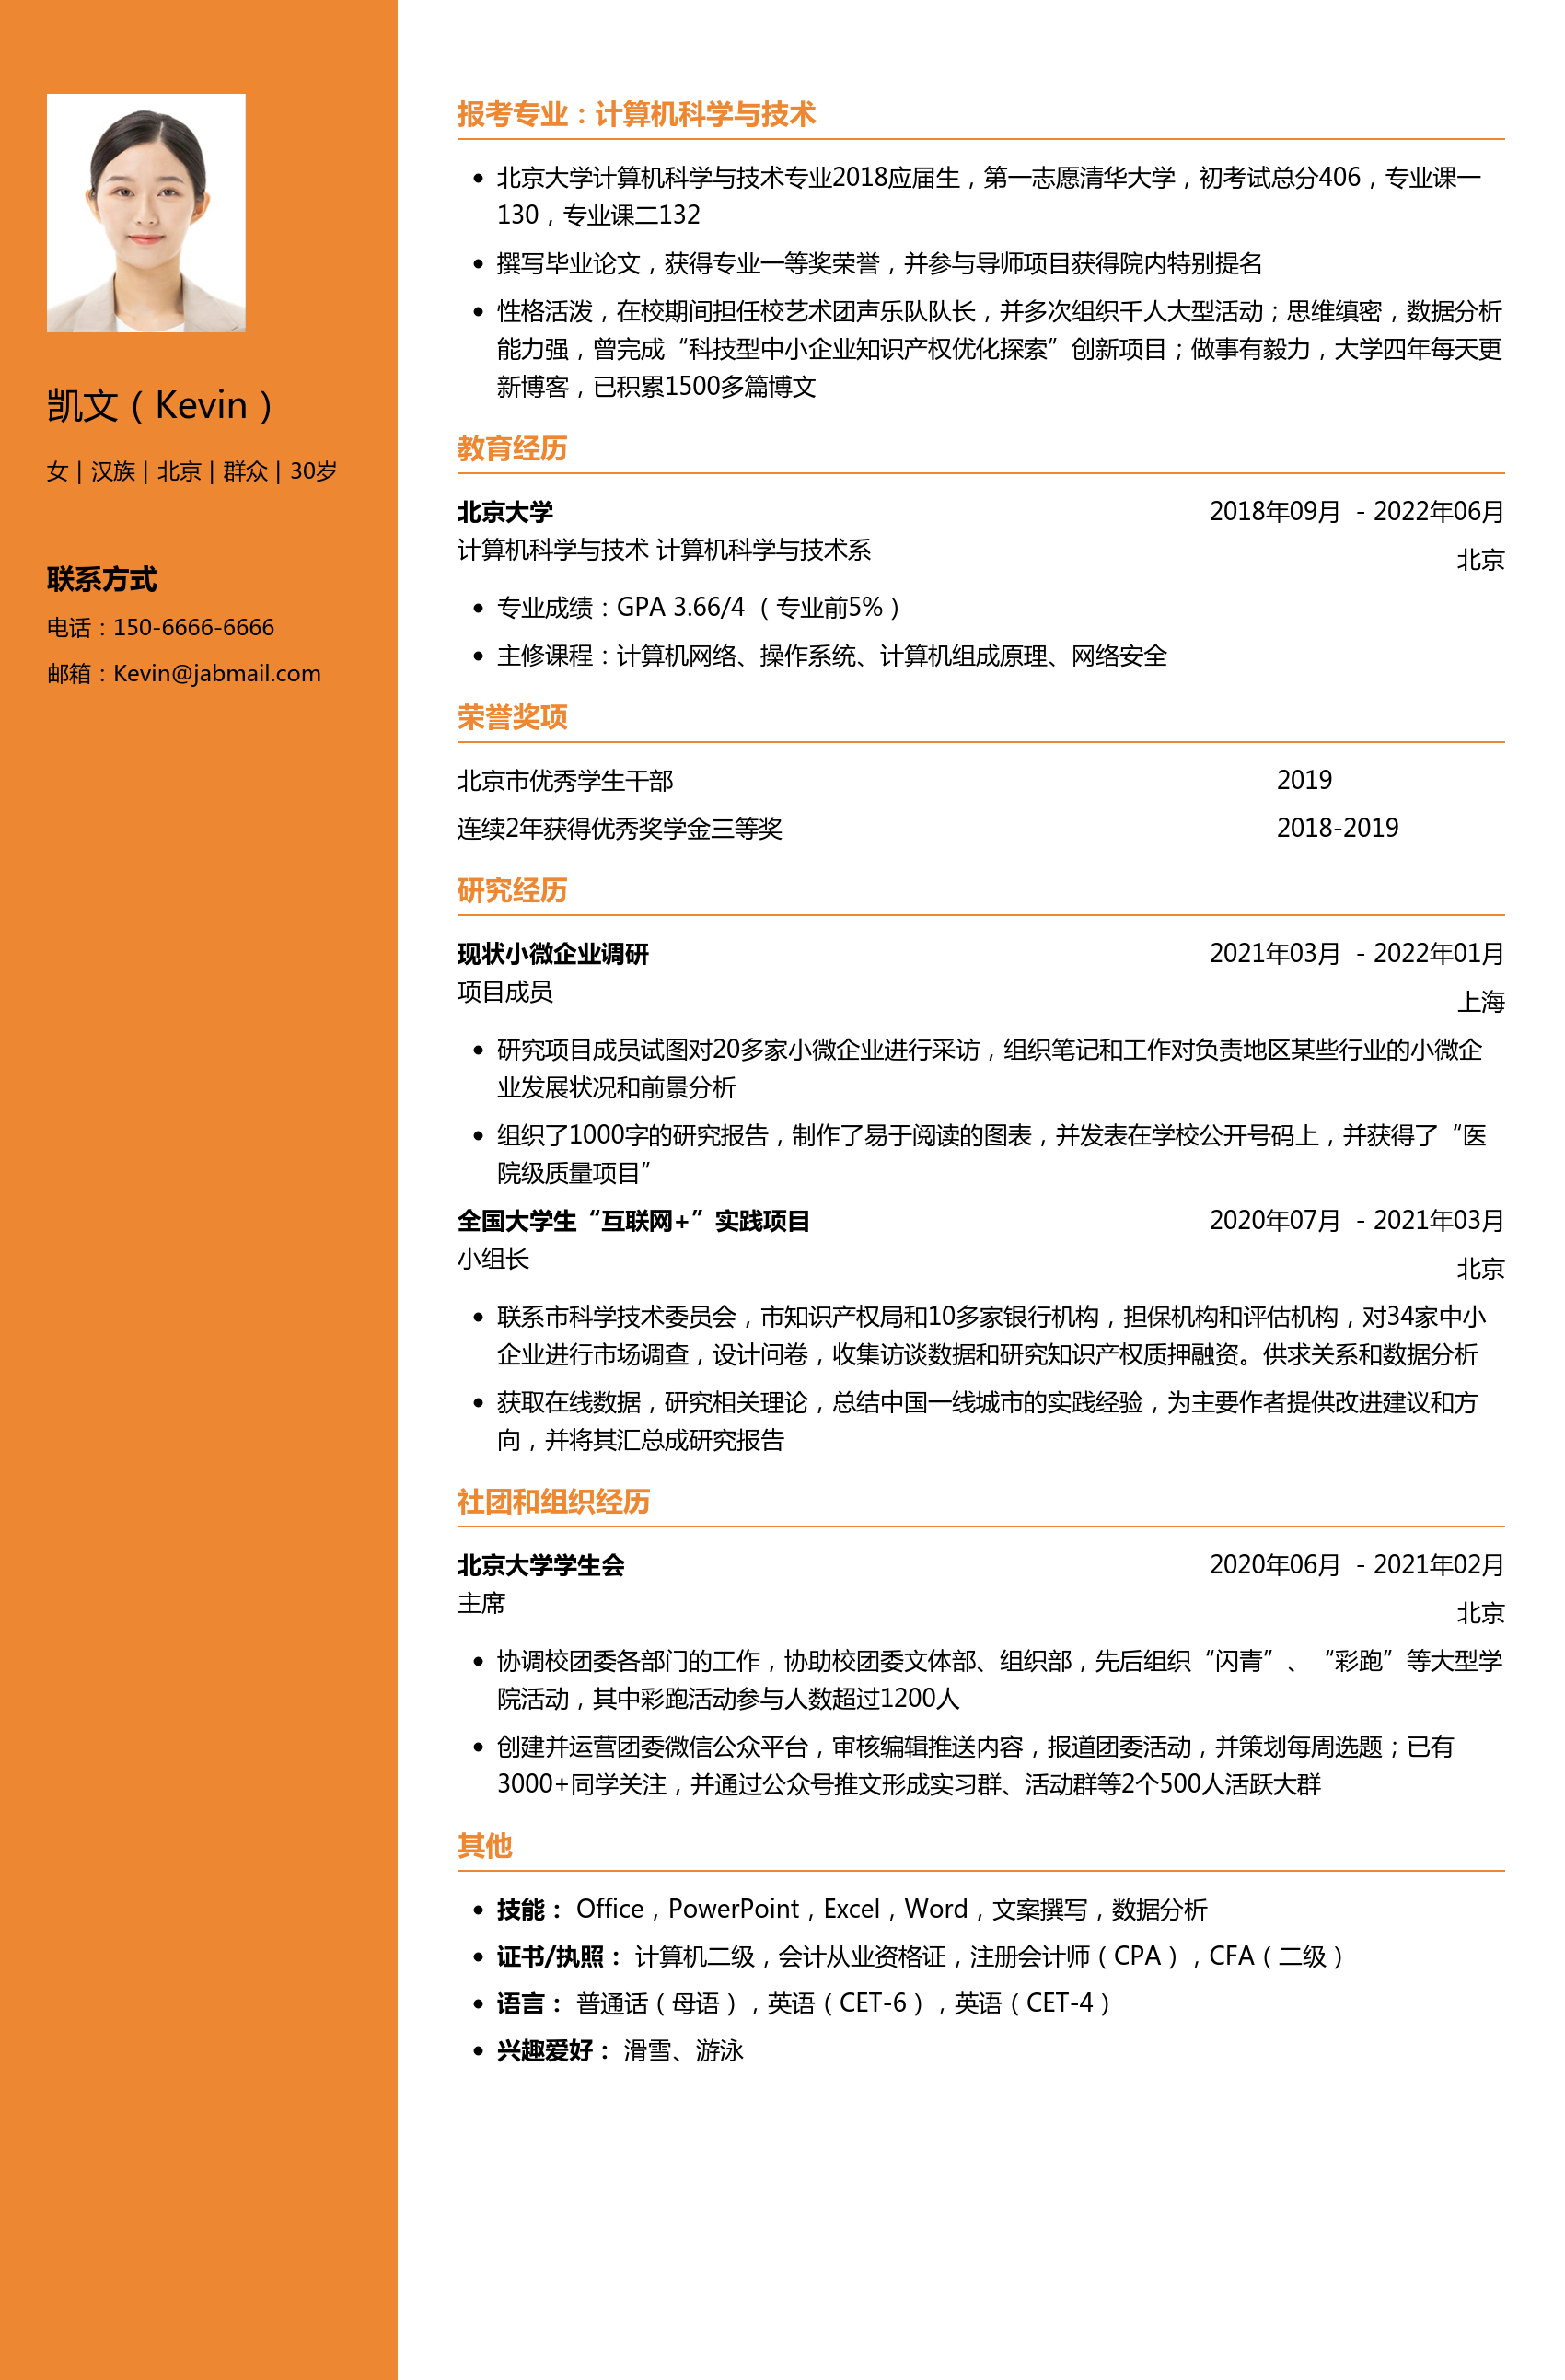 凯文（Kevin）
女 | 汉族 | 北京 | 群众 | 30岁
联系方式
电话：150-6666-6666
邮箱：Kevin@jabmail.com
报考专业：计算机科学与技术
北京大学计算机科学与技术专业2018应届生，第一志愿清华大学，初考试总分406，专业课一
130，专业课二132
撰写毕业论文，获得专业一等奖荣誉，并参与导师项目获得院内特别提名
性格活泼，在校期间担任校艺术团声乐队队长，并多次组织千人大型活动；思维缜密，数据分析
能力强，曾完成“科技型中小企业知识产权优化探索”创新项目；做事有毅力，大学四年每天更
新博客，已积累1500多篇博文
教育经历
北京大学 2018年09月 - 2022年06月
计算机科学与技术 计算机科学与技术系 北京
专业成绩：GPA 3.66/4 （专业前5%）
主修课程：计算机网络、操作系统、计算机组成原理、网络安全
荣誉奖项
北京市优秀学生干部 2019
连续2年获得优秀奖学金三等奖 2018-2019
研究经历
现状小微企业调研 2021年03月 - 2022年01月
项目成员 上海
研究项目成员试图对20多家小微企业进行采访，组织笔记和工作对负责地区某些行业的小微企
业发展状况和前景分析
组织了1000字的研究报告，制作了易于阅读的图表，并发表在学校公开号码上，并获得了“医
院级质量项目”
全国大学生“互联网+”实践项目 2020年07月 - 2021年03月
小组长 北京
联系市科学技术委员会，市知识产权局和10多家银行机构，担保机构和评估机构，对34家中小
企业进行市场调查，设计问卷，收集访谈数据和研究知识产权质押融资。供求关系和数据分析
获取在线数据，研究相关理论，总结中国一线城市的实践经验，为主要作者提供改进建议和方
向，并将其汇总成研究报告
社团和组织经历
北京大学学生会 2020年06月 - 2021年02月
主席 北京
协调校团委各部门的工作，协助校团委文体部、组织部，先后组织“闪青”、“彩跑”等大型学
院活动，其中彩跑活动参与人数超过1200人
创建并运营团委微信公众平台，审核编辑推送内容，报道团委活动，并策划每周选题；已有
3000+同学关注，并通过公众号推文形成实习群、活动群等2个500人活跃大群
其他
技能： Office，PowerPoint，Excel，Word，文案撰写，数据分析
证书/执照： 计算机二级，会计从业资格证，注册会计师（CPA），CFA（二级）
语言： 普通话（母语），英语（CET-6），英语（CET-4）
兴趣爱好： 滑雪、游泳